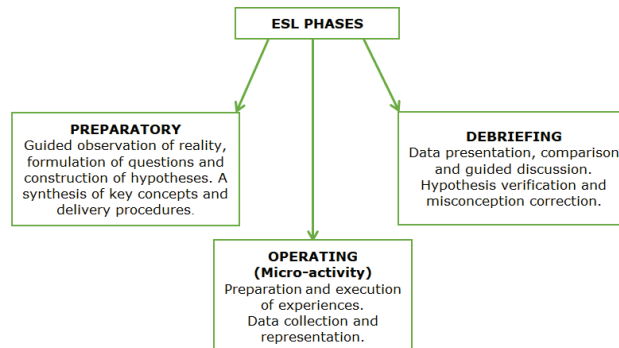 ESL PHASES
PREPARATORY
Guided observation of reality,
formulation of questions and
construction of hypotheses. A
synthesis of key concepts and
delivery procedures.
OPERATING
(Micro-activity)
Preparation and execution
of experiences.
Data collection and
representation.
DEBRIEFING
Data presentation, comparison
and guided discussion.
Hypothesis verification and
misconception correction.